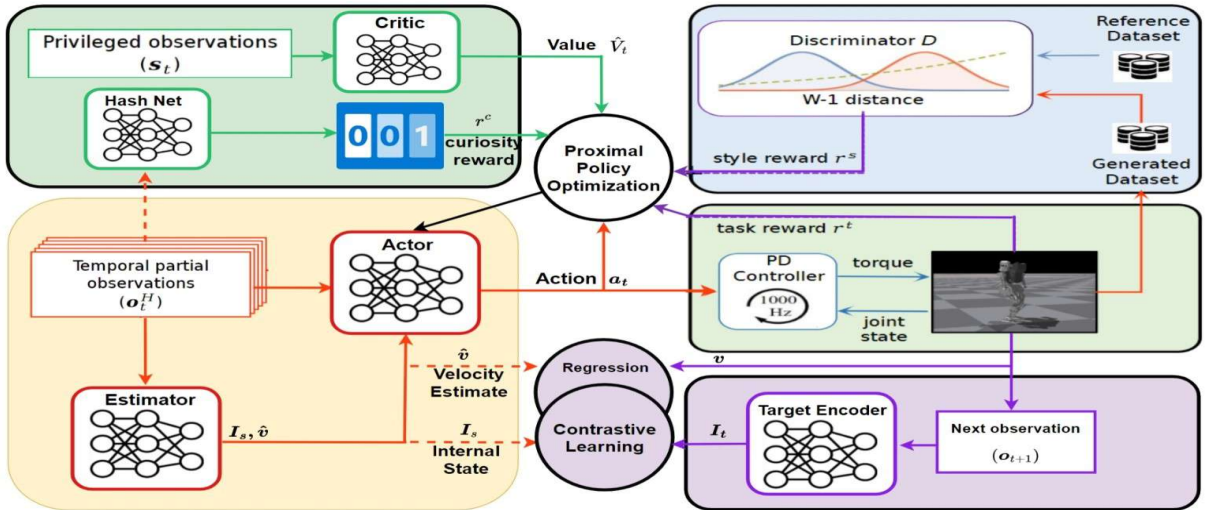 Privileged observations
(s_t)
Critic
Value V̂_t
Hash Net
0 0 1
r^c
curiosity
reward
Proximal
Policy
Optimization
Discriminator D
W-1 distance
Reference
Dataset
Generated
Dataset
style reward r^s
task reward r^t
Temporal partial
observations
(o_t^H)
Actor
Action a_t
PD
Controller
1000
Hz
torque
joint
state
Estimator
I_s, v̂
v̂
Velocity
Estimate
I_s
Internal
State
Regression
Contrastive
Learning
v
I_t
Target Encoder
Next observation
(o_{t+1})